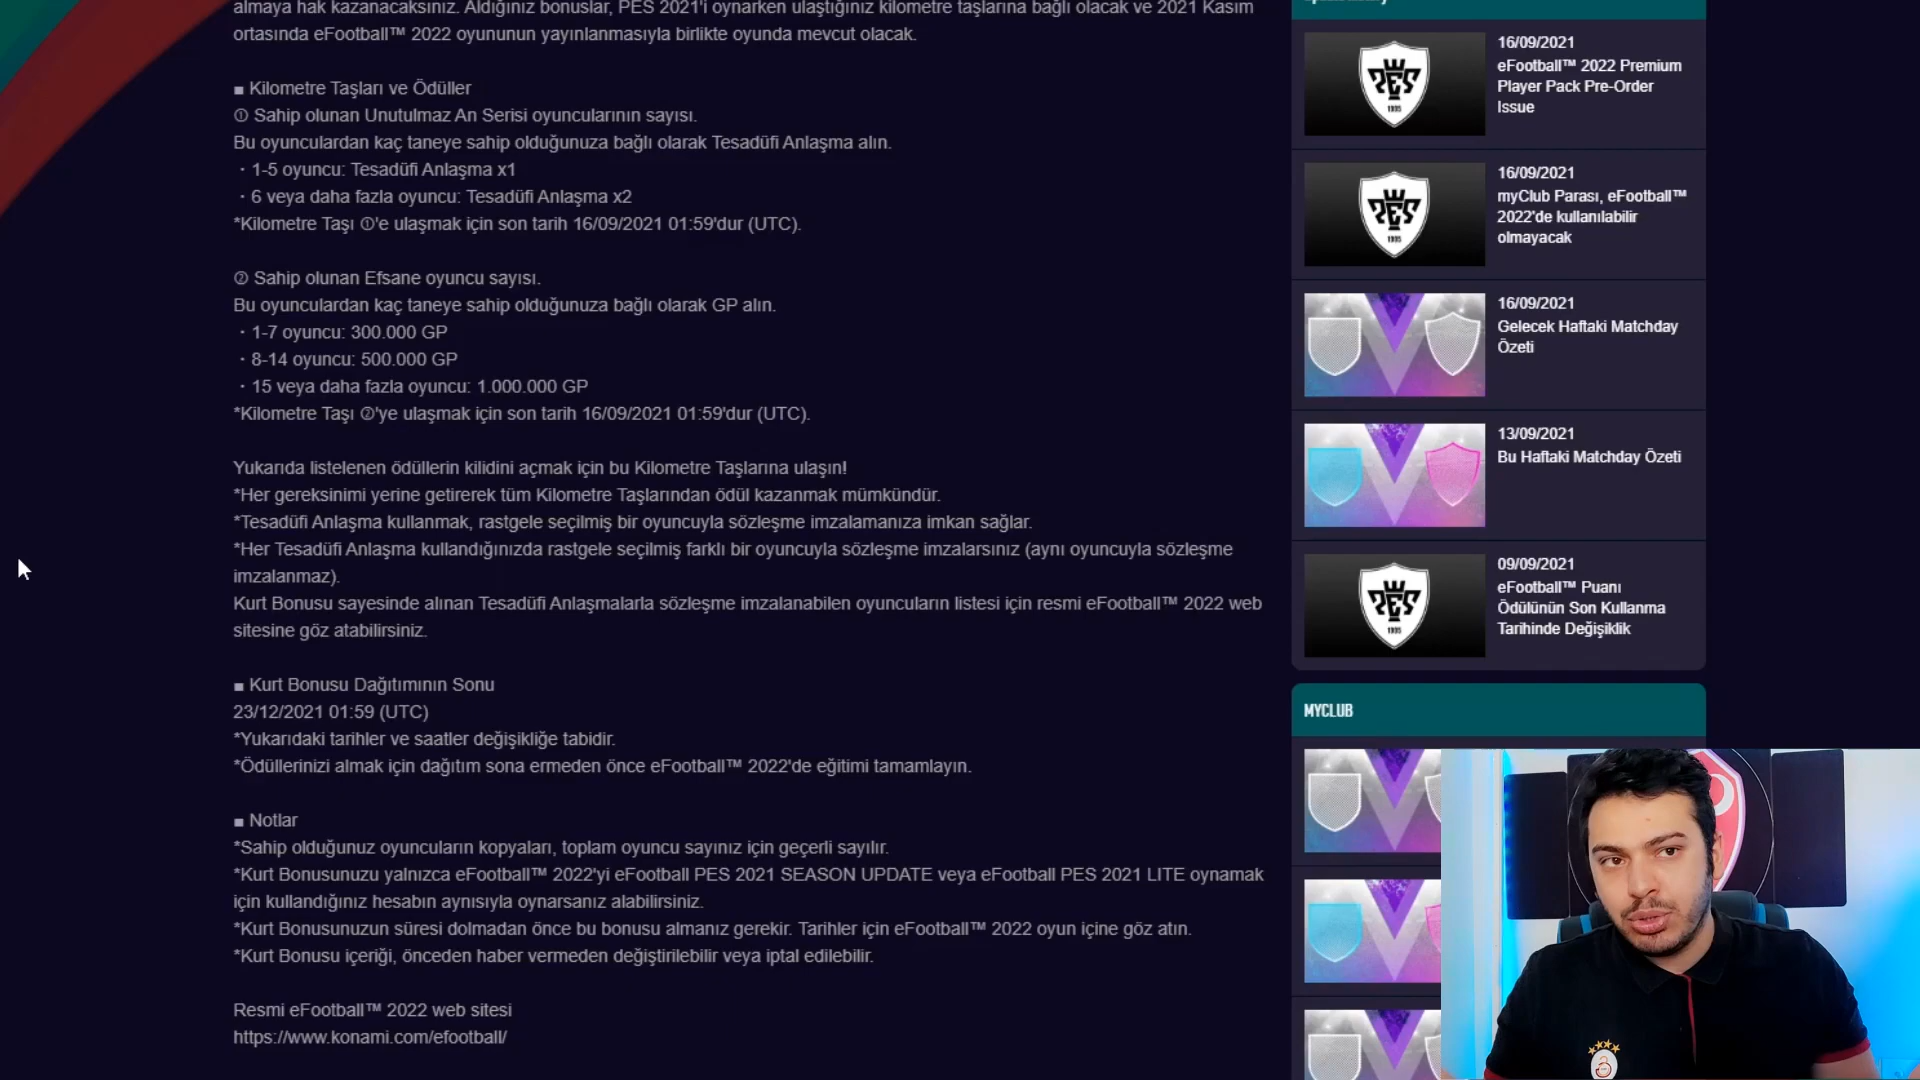 almaya hak kazanacaksınız. Aldığınız bonuslar, PES 2021'i oynarken ulaştığınız kilometre taşlarına bağlı olacak ve 2021 Kasım
ortasında eFootball™ 2022 oyununun yayınlanmasıyla birlikte oyunda mevcut olacak.
■ Kilometre Taşları ve Ödüller
① Sahip olunan Unutulmaz An Serisi oyuncularının sayısı.
Bu oyunculardan kaç taneye sahip olduğunuza bağlı olarak Tesadüfi Anlaşma alın.
・1-5 oyuncu: Tesadüfi Anlaşma x1
・6 veya daha fazla oyuncu: Tesadüfi Anlaşma x2
*Kilometre Taşı ①'e ulaşmak için son tarih 16/09/2021 01:59'dur (UTC).
② Sahip olunan Efsane oyuncu sayısı.
Bu oyunculardan kaç taneye sahip olduğunuza bağlı olarak GP alın.
・1-7 oyuncu: 300.000 GP
・8-14 oyuncu: 500.000 GP
・15 veya daha fazla oyuncu: 1.000.000 GP
*Kilometre Taşı ②'ye ulaşmak için son tarih 16/09/2021 01:59'dur (UTC).
Yukarıda listelenen ödüllerin kilidini açmak için bu Kilometre Taşlarına ulaşın!
*Her gereksinimi yerine getirerek tüm Kilometre Taşlarından ödül kazanmak mümkündür.
*Tesadüfi Anlaşma kullanmak, rastgele seçilmiş bir oyuncuyla sözleşme imzalamanıza imkan sağlar.
*Her Tesadüfi Anlaşma kullandığınızda rastgele seçilmiş farklı bir oyuncuyla sözleşme imzalarsınız (aynı oyuncuyla sözleşme
imzalanmaz).
Kurt Bonusu sayesinde alınan Tesadüfi Anlaşmalarla sözleşme imzalanabilen oyuncuların listesi için resmi eFootball™ 2022 web
sitesine göz atabilirsiniz.
■ Kurt Bonusu Dağıtımının Sonu
23/12/2021 01:59 (UTC)
*Yukarıdaki tarihler ve saatler değişikliğe tabidir.
*Ödüllerinizi almak için dağıtım sona ermeden önce eFootball™ 2022'de eğitimi tamamlayın.
■ Notlar
*Sahip olduğunuz oyuncuların kopyaları, toplam oyuncu sayınız için geçerli sayılır.
*Kurt Bonusunuzu yalnızca eFootball™ 2022'yi eFootball PES 2021 SEASON UPDATE veya eFootball PES 2021 LITE oynamak
için kullandığınız hesabın aynısıyla oynarsanız alabilirsiniz.
*Kurt Bonusunuzun süresi dolmadan önce bu bonusu almanız gerekir. Tarihler için eFootball™ 2022 oyun içine göz atın.
*Kurt Bonusu içeriği, önceden haber vermeden değiştirilebilir veya iptal edilebilir.
Resmi eFootball™ 2022 web sitesi
https://www.konami.com/efootball/
PES
1995
16/09/2021
eFootball™ 2022 Premium
Player Pack Pre-Order
Issue
PES
1995
16/09/2021
myClub Parası, eFootball™
2022'de kullanılabilir
olmayacak
16/09/2021
Gelecek Haftaki Matchday
Özeti
13/09/2021
Bu Haftaki Matchday Özeti
PES
1995
09/09/2021
eFootball™ Puanı
Ödülünün Son Kullanma
Tarihinde Değişiklik
MYCLUB